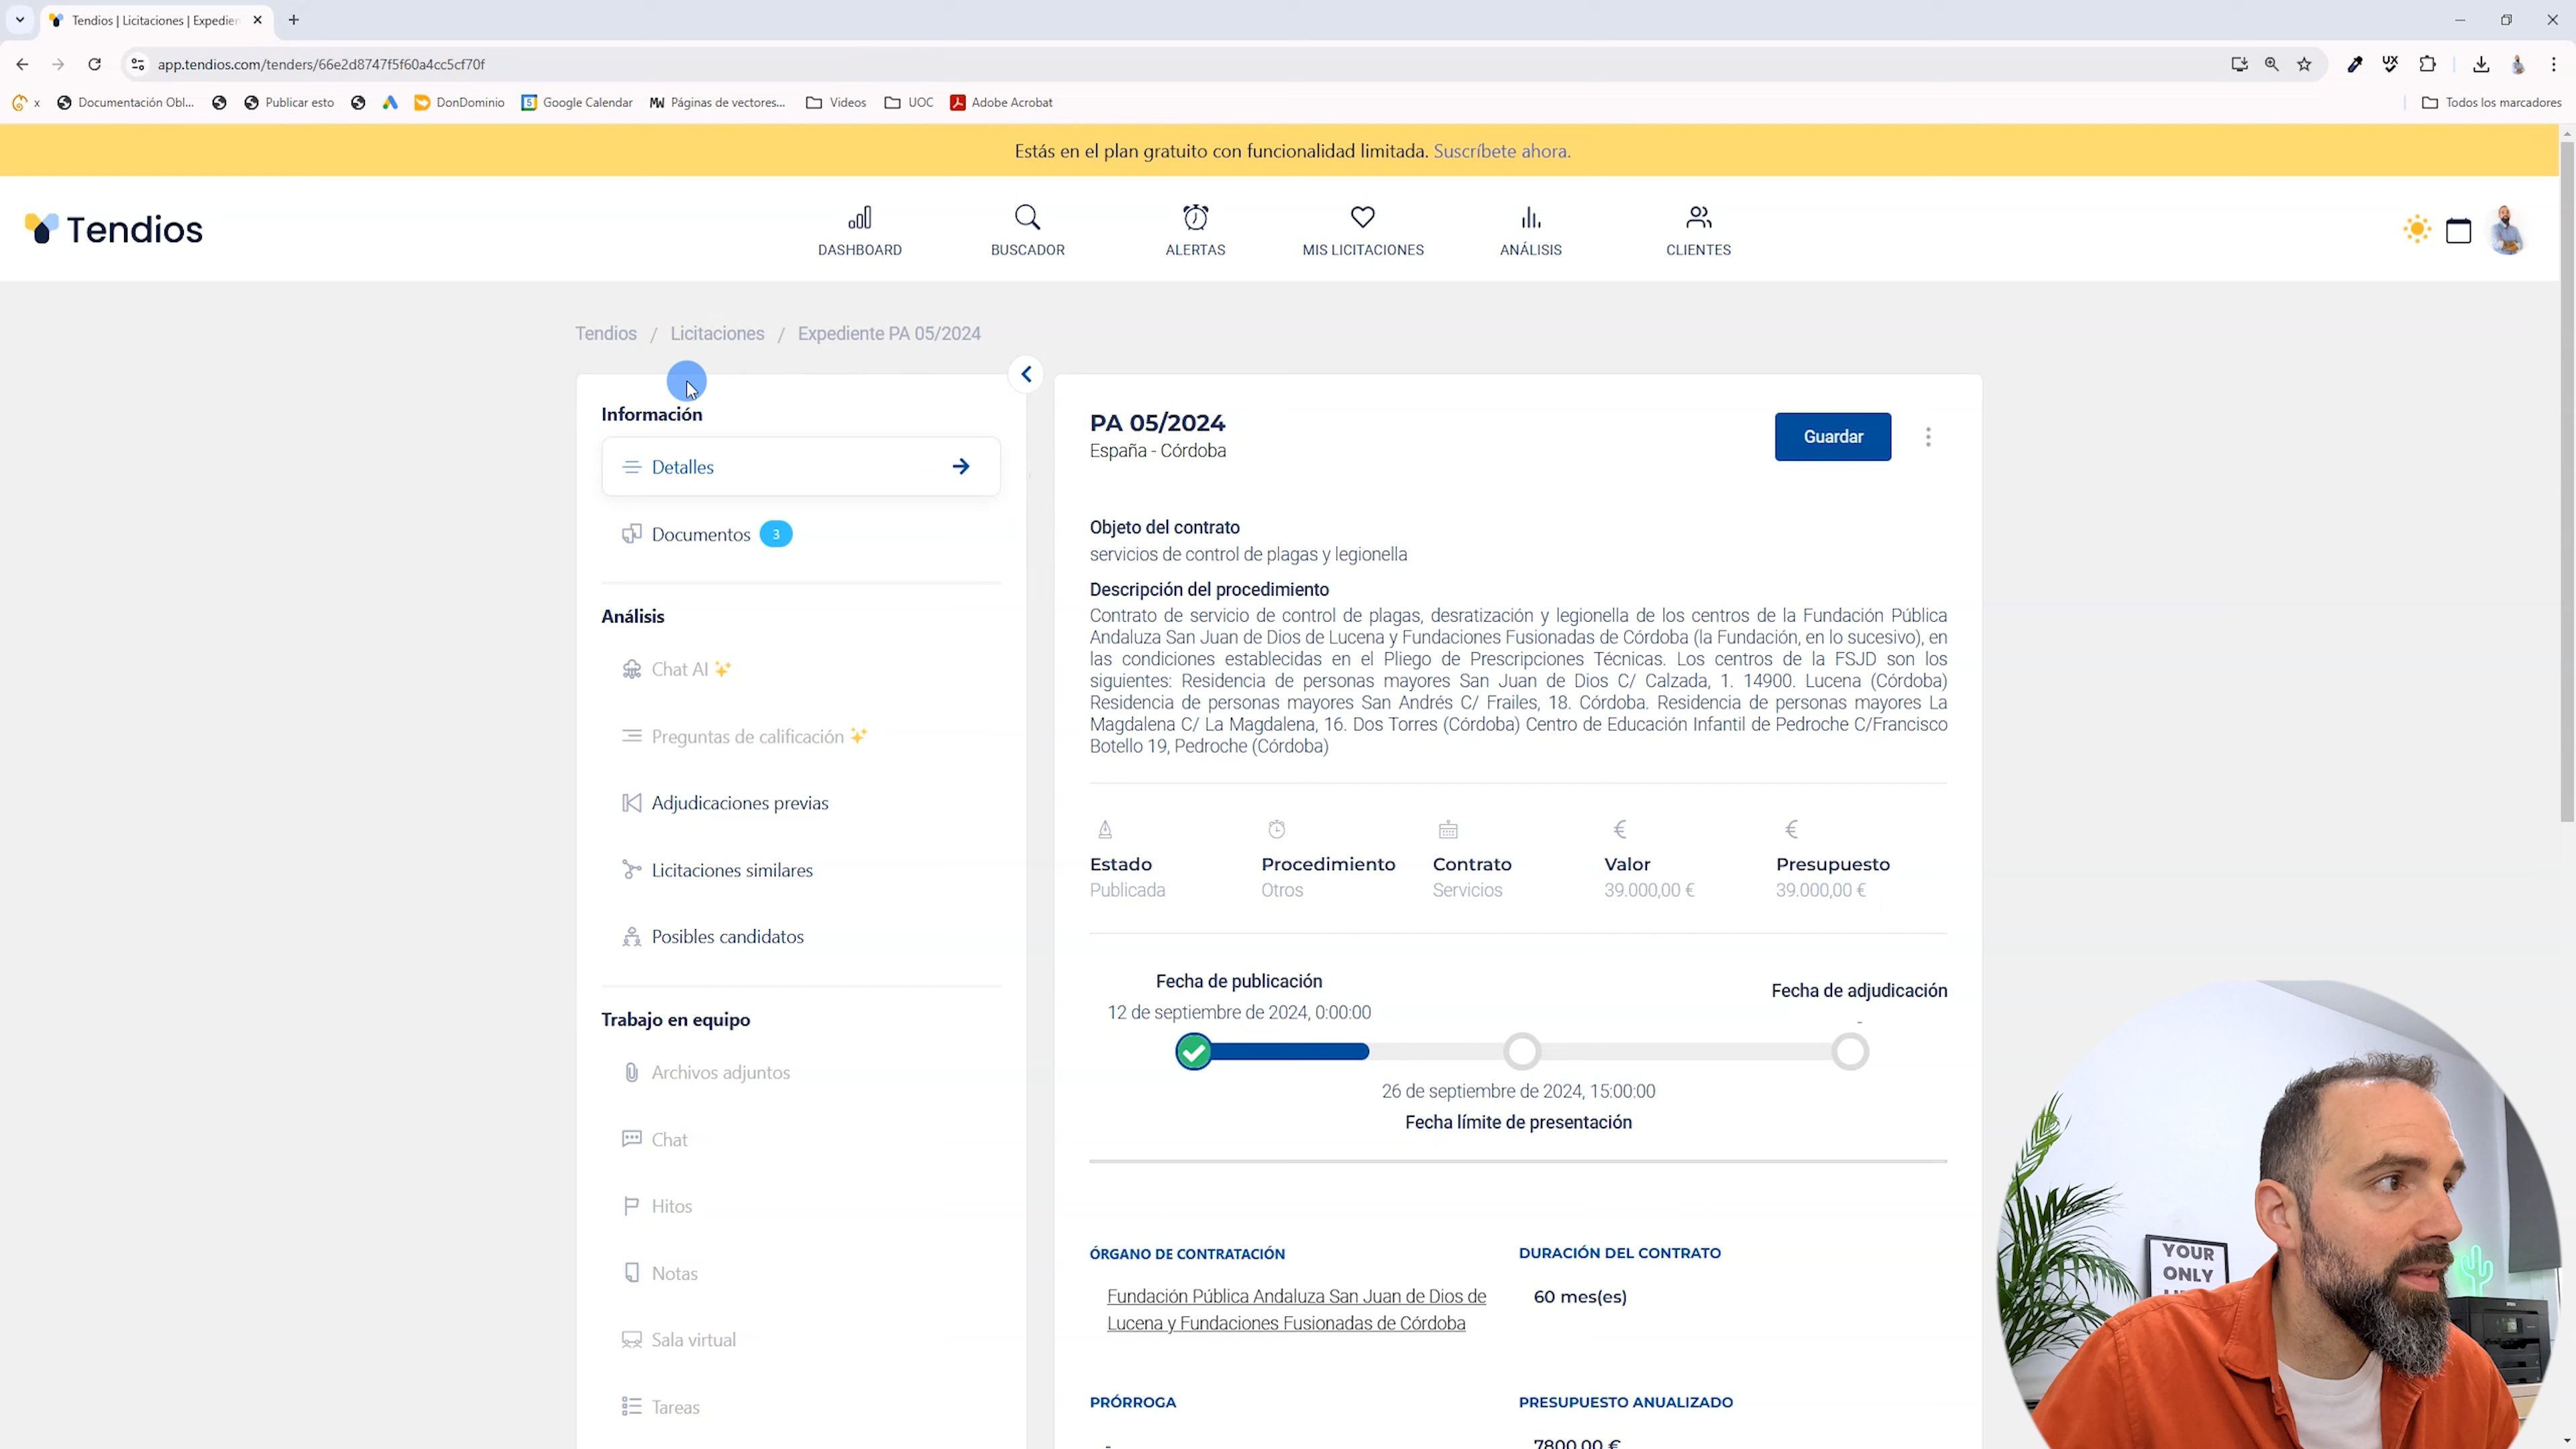 Tendios | Licitaciones | Expedien
app.tendios.com/tenders/66e2d8747f5f60a4cc5cf70f
x
Documentación Obl...
Publicar esto
DonDominio
Google Calendar
Páginas de vectores...
Videos
UOC
Adobe Acrobat
Todos los marcadores
Estás en el plan gratuito con funcionalidad limitada. Suscríbete ahora.
Tendios
DASHBOARD
BUSCADOR
ALERTAS
MIS LICITACIONES
ANÁLISIS
CLIENTES
Tendios / Licitaciones / Expediente PA 05/2024
Información
Detalles
Documentos 3
Análisis
Chat AI
Preguntas de calificación
Adjudicaciones previas
Licitaciones similares
Posibles candidatos
Trabajo en equipo
Archivos adjuntos
Chat
Hitos
Notas
Sala virtual
Tareas
PA 05/2024
España - Córdoba
Guardar
Objeto del contrato
servicios de control de plagas y legionella
Descripción del procedimiento
Contrato de servicio de control de plagas, desratización y legionella de los centros de la Fundación Pública
Andaluza San Juan de Dios de Lucena y Fundaciones Fusionadas de Córdoba (la Fundación, en lo sucesivo), en
las condiciones establecidas en el Pliego de Prescripciones Técnicas. Los centros de la FSJD son los
siguientes: Residencia de personas mayores San Juan de Dios C/ Calzada, 1. 14900. Lucena (Córdoba)
Residencia de personas mayores San Andrés C/ Frailes, 18. Córdoba. Residencia de personas mayores La
Magdalena C/ La Magdalena, 16. Dos Torres (Córdoba) Centro de Educación Infantil de Pedroche C/Francisco
Botello 19, Pedroche (Córdoba)
Estado
Publicada
Procedimiento
Otros
Contrato
Servicios
Valor
39.000,00 €
Presupuesto
39.000,00 €
Fecha de publicación
12 de septiembre de 2024, 0:00:00
Fecha de adjudicación
-
26 de septiembre de 2024, 15:00:00
Fecha límite de presentación
ÓRGANO DE CONTRATACIÓN
Fundación Pública Andaluza San Juan de Dios de
Lucena y Fundaciones Fusionadas de Córdoba
DURACIÓN DEL CONTRATO
60 mes(es)
PRÓRROGA
-
PRESUPUESTO ANUALIZADO
7800,00 €
YOUR
ONLY